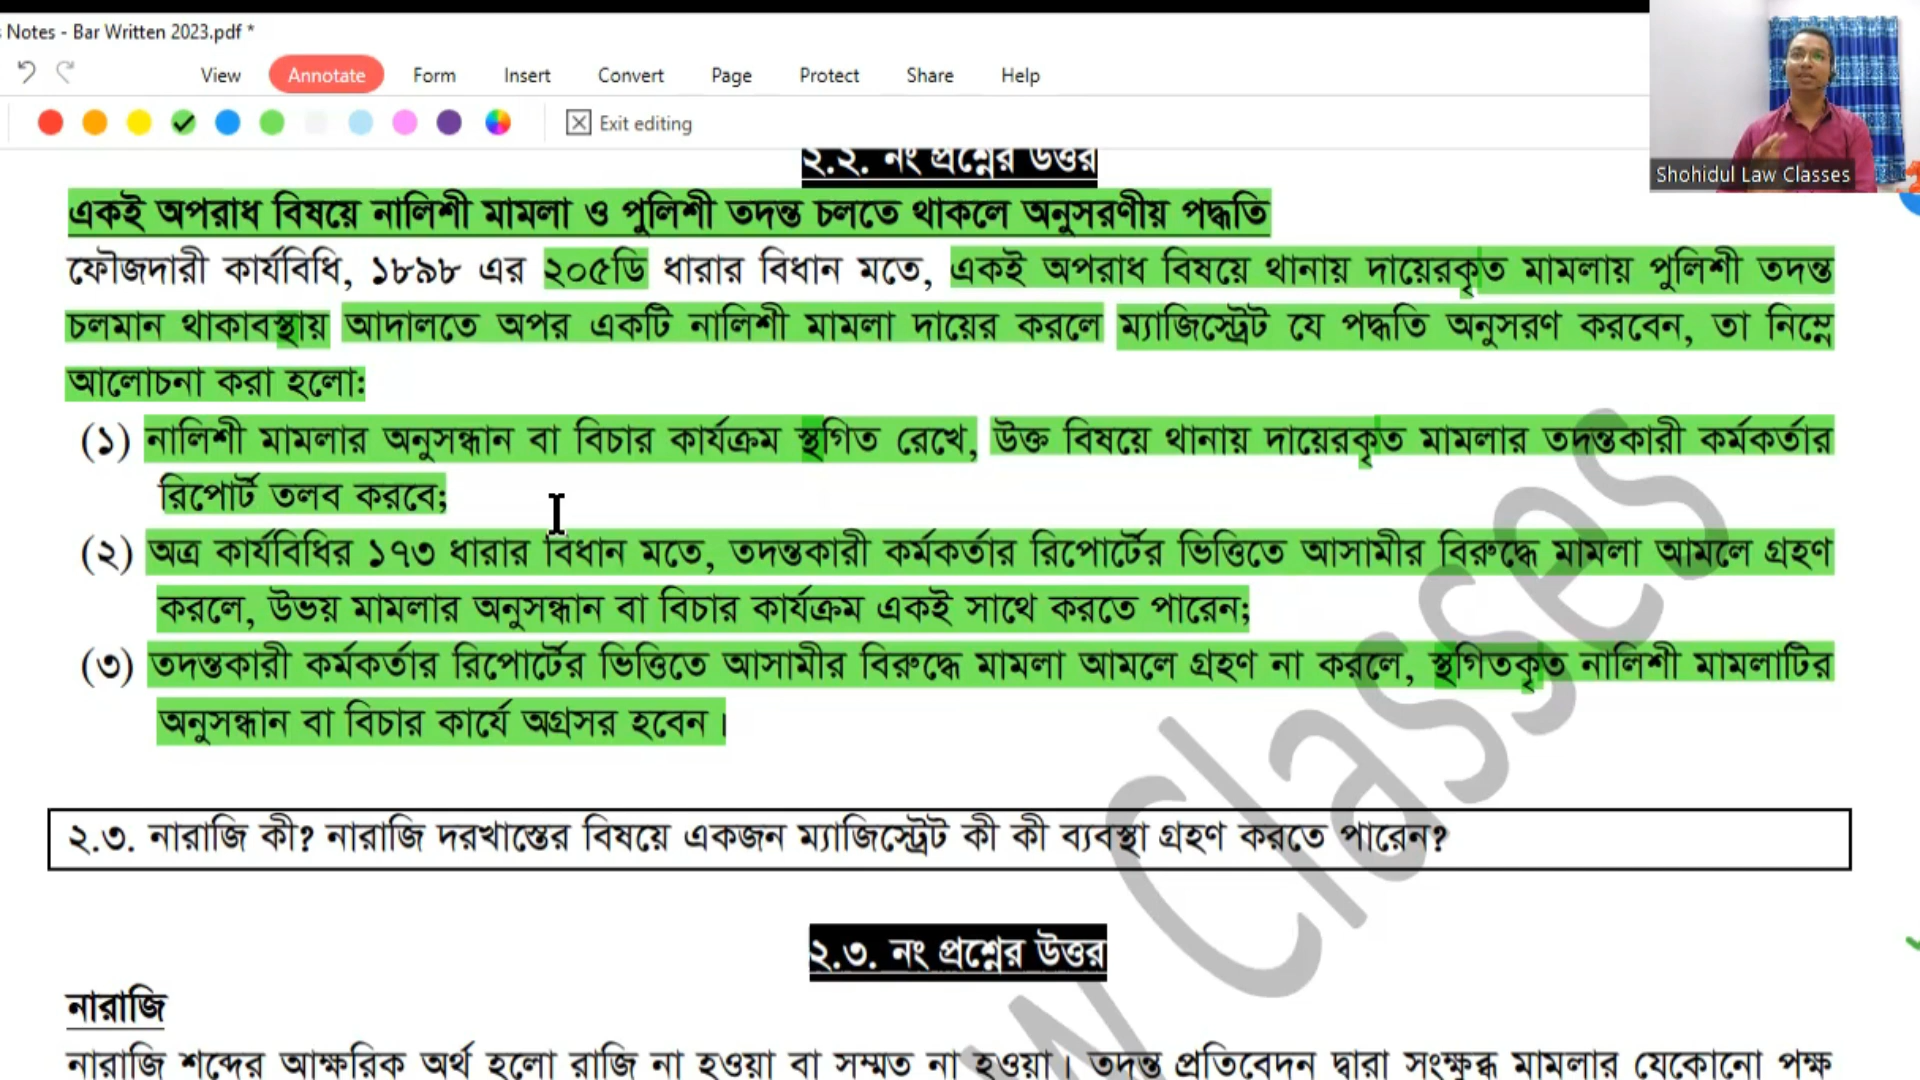 Notes - Bar Written 2023.pdf *
View Annotate Form Insert Convert Page Protect Share Help
Exit editing
Shohidul Law Classes
২.২. নং প্রশ্নের উত্তর
একই অপরাধ বিষয়ে নালিশী মামলা ও পুলিশী তদন্ত চলতে থাকলে অনুসরণীয় পদ্ধতি
ফৌজদারী কার্যবিধি, ১৮৯৮ এর ২০৫ডি ধারার বিধান মতে, একই অপরাধ বিষয়ে থানায় দায়েরকৃত মামলায় পুলিশী তদন্ত
চলমান থাকাবস্থায় আদালতে অপর একটি নালিশী মামলা দায়ের করলে ম্যাজিস্ট্রেট যে পদ্ধতি অনুসরণ করবেন, তা নিম্নে
আলোচনা করা হলো:
(১) নালিশী মামলার অনুসন্ধান বা বিচার কার্যক্রম স্থগিত রেখে, উক্ত বিষয়ে থানায় দায়েরকৃত মামলার তদন্তকারী কর্মকর্তার
রিপোর্ট তলব করবে;
(২) অত্র কার্যবিধির ১৭৩ ধারার বিধান মতে, তদন্তকারী কর্মকর্তার রিপোর্টের ভিত্তিতে আসামীর বিরুদ্ধে মামলা আমলে গ্রহণ
করলে, উভয় মামলার অনুসন্ধান বা বিচার কার্যক্রম একই সাথে করতে পারেন;
(৩) তদন্তকারী কর্মকর্তার রিপোর্টের ভিত্তিতে আসামীর বিরুদ্ধে মামলা আমলে গ্রহণ না করলে, স্থগিতকৃত নালিশী মামলাটির
অনুসন্ধান বা বিচার কার্যে অগ্রসর হবেন।
২.৩. নারাজি কী? নারাজি দরখাস্তের বিষয়ে একজন ম্যাজিস্ট্রেট কী কী ব্যবস্থা গ্রহণ করতে পারেন?
২.৩. নং প্রশ্নের উত্তর
নারাজি
নারাজি শব্দের আক্ষরিক অর্থ হলো রাজি না হওয়া বা সম্মত না হওয়া। তদন্ত প্রতিবেদন দ্বারা সংক্ষুব্ধ মামলার যেকোনো পক্ষ
Classes